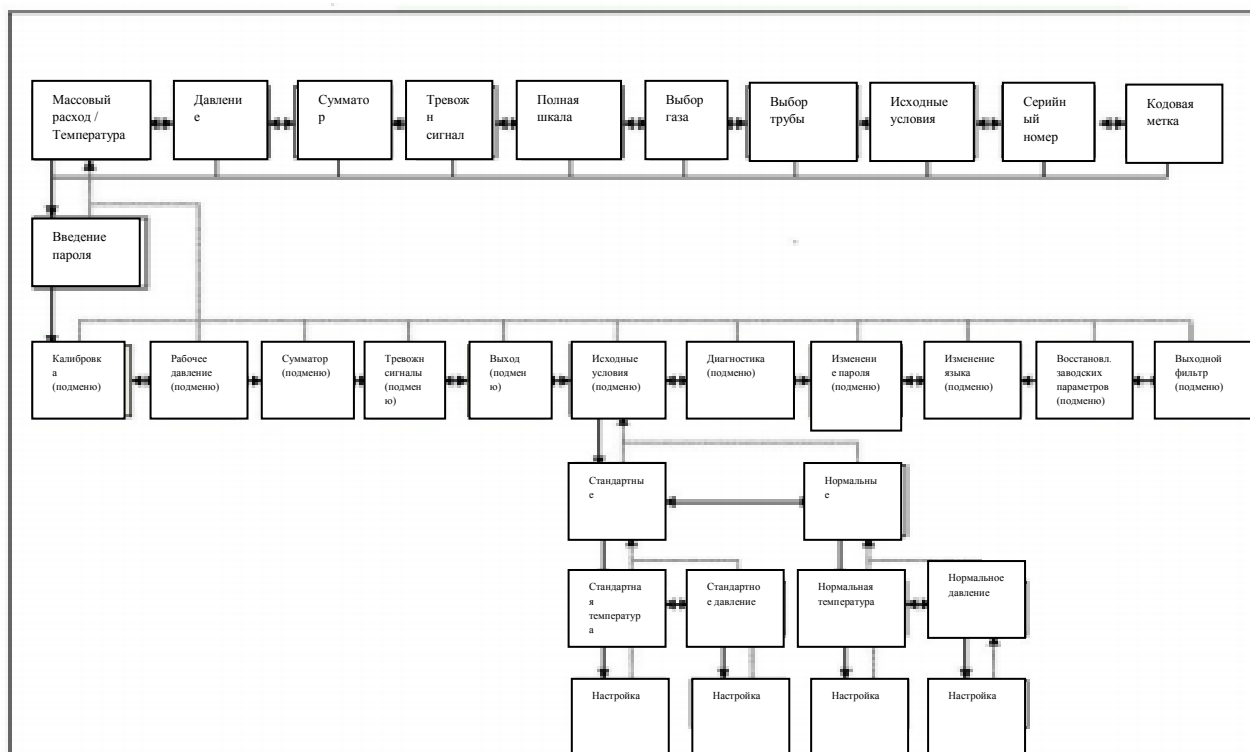 Массовый
расход /
Температура
Давлени
е
Суммато
р
Тревож
н
сигнал
Полная
шкала
Выбор
газа
Выбор
трубы
Исходные
условия
Серийн
ый
номер
Кодовая
метка
Введение
пароля
Калибровк
а
(подменю)
Рабочее
давление
(подменю)
Сумматор
(подменю)
Тревожн
сигналы
(подмен
ю)
Выход
(подмен
ю)
Исходные
условия
(подменю)
Диагностика
(подменю)
Изменени
е пароля
(подменю)
Изменение
языка
(подменю)
Восстановл.
заводских
параметров
(подменю)
Выходной
фильтр
(подменю)
Стандартны
е
Нормальны
е
Стандартна
я
температур
а
Стандартно
е давление
Нормальная
температура
Нормальное
давление
Настройка
Настройка
Настройка
Настройка